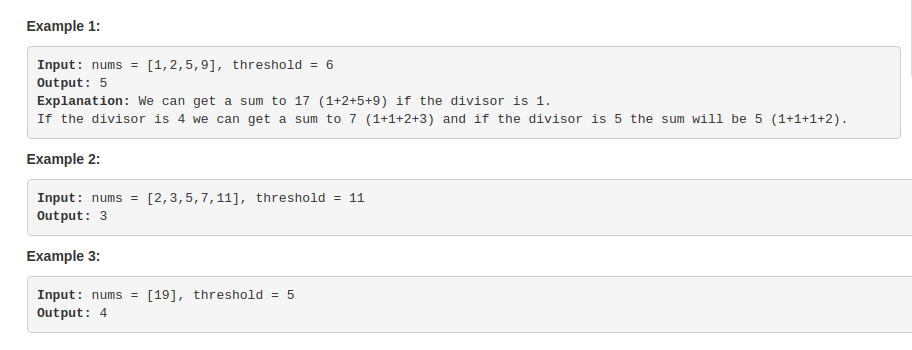 Example 1:
Input: nums = [1,2,5,9], threshold = 6
Output: 5
Explanation: We can get a sum to 17 (1+2+5+9) if the divisor is 1.
If the divisor is 4 we can get a sum to 7 (1+1+2+3) and if the divisor is 5 the sum will be 5 (1+1+1+2).
Example 2:
Input: nums = [2,3,5,7,11], threshold = 11
Output: 3
Example 3:
Input: nums = [19], threshold = 5
Output: 4